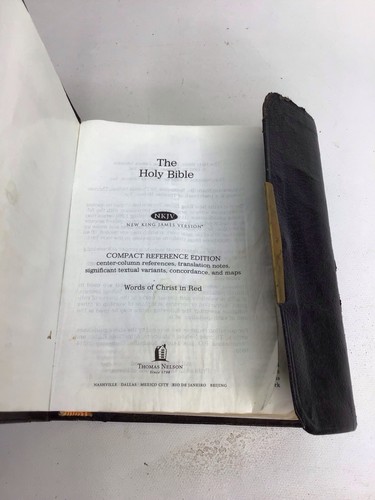 The
Holy Bible
NKJV
NEW KING JAMES VERSION®
COMPACT REFERENCE EDITION
center-column references, translation notes,
significant textual variants, concordance, and maps
Words of Christ in Red
THOMAS NELSON
Since 1798
NASHVILLE DALLAS MEXICO CITY RIO DE JANEIRO BEIJING